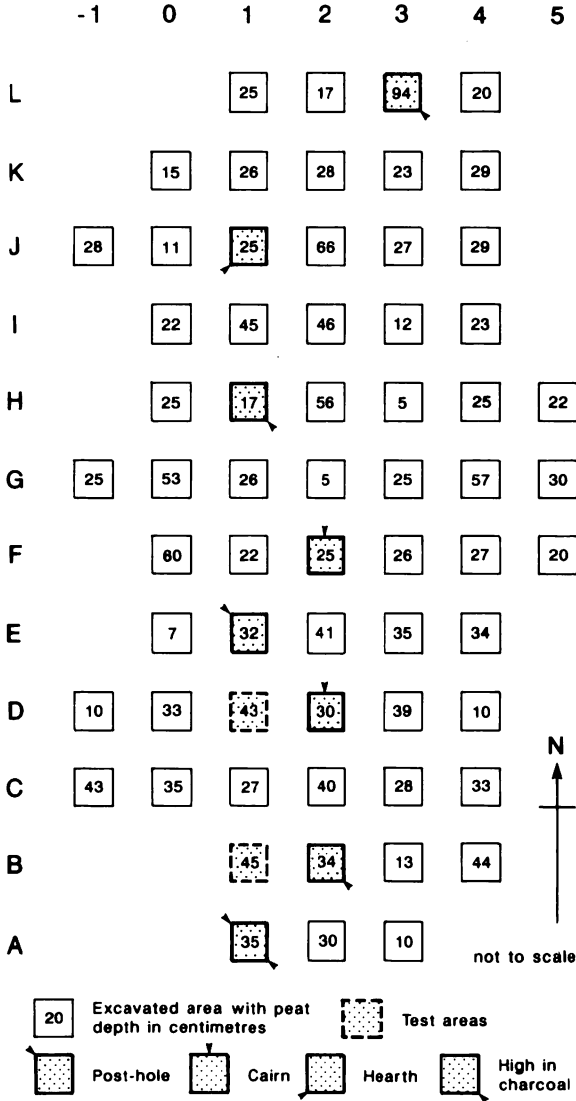 -1 0 1 2 3 4 5
L 25 17 94 20
K 15 26 28 23 29
J 28 11 25 66 27 29
I 22 45 46 12 23
H 25 17 56 5 25 22
G 25 53 26 5 25 57 30
F 60 22 25 26 27 20
E 7 32 41 35 34
D 10 33 43 30 39 10
N
C 43 35 27 40 28 33
B 45 34 13 44
A 35 30 10
not to scale
20 Excavated area with peat
depth in centimetres
Test areas
Post-hole
Cairn
Hearth
High in
charcoal